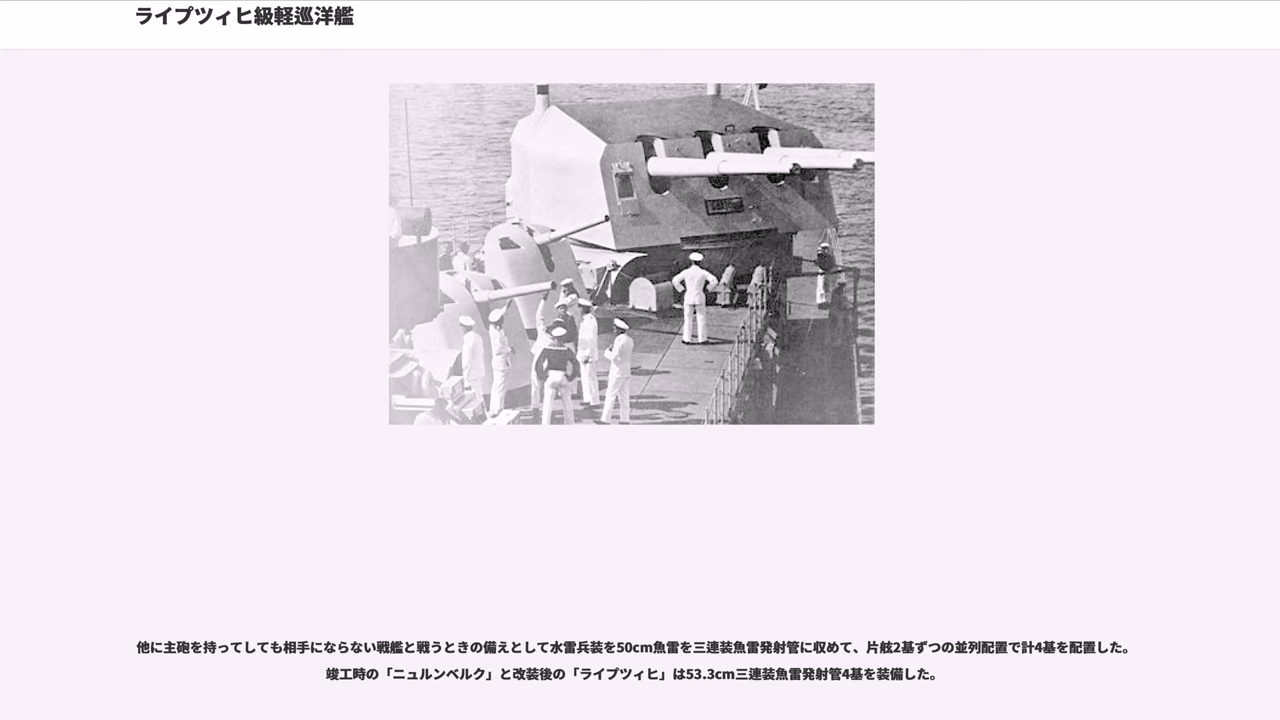 ライプツィヒ級軽巡洋艦
他に主砲を持ってしても相手にならない戦艦と戦うときの備えとして水雷兵装を50cm魚雷を三連装魚雷発射管に収めて、片舷2基ずつの並列配置で計4基を配置した。
竣工時の「ニュルンベルク」と改装後の「ライプツィヒ」は53.3cm三連装魚雷発射管4基を装備した。